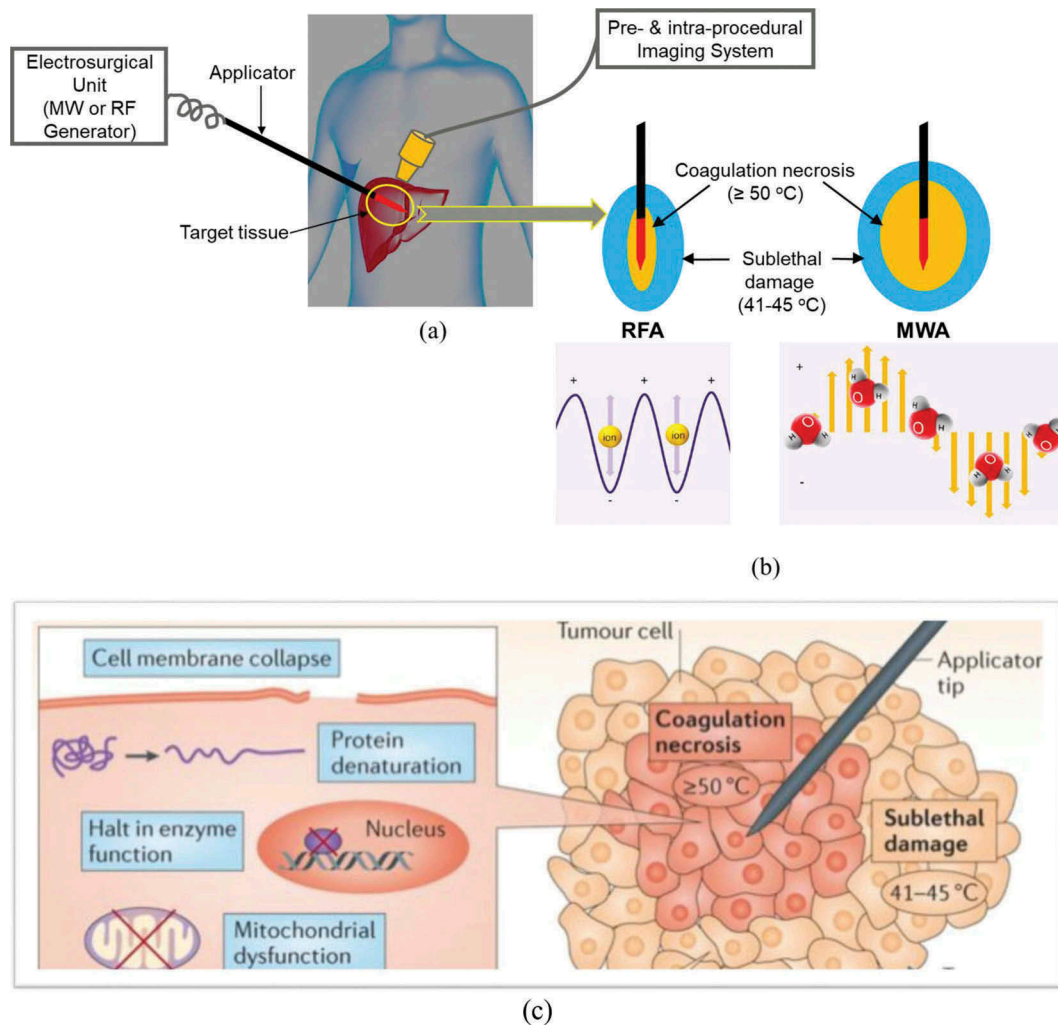 Electrosurgical
Unit
(MW or RF
Generator)
Applicator
Pre- & intra-procedural
Imaging System
Target tissue
Coagulation necrosis
(≥ 50 °C)
Sublethal
damage
(41-45 °C)
(a)
RFA
MWA
+ + +
ion ion
- -
+
-
H H O
H H O
H H O
H H O
H H O
(b)
Cell membrane collapse
Protein
denaturation
Halt in enzyme
function
Nucleus
Mitochondrial
dysfunction
Tumour cell
Applicator
tip
Coagulation
necrosis
≥50 °C
Sublethal
damage
41–45 °C
(c)